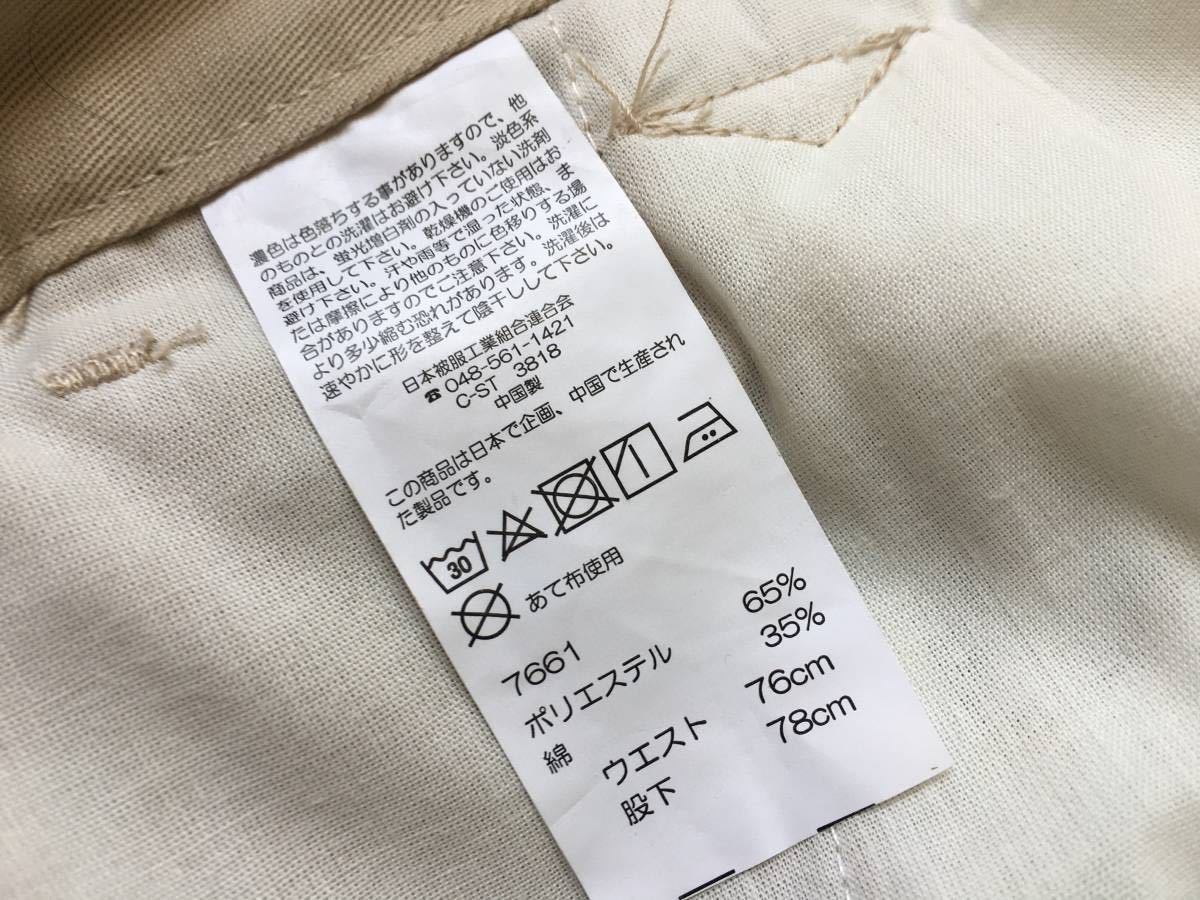 濃色は色落ちする事がありますので、他
のものとの洗濯はお避け下さい。淡色系
商品は、蛍光増白剤の入っていない洗剤
を使用して下さい。乾燥機のご使用はお
避け下さい。汗や雨等で湿った状態、ま
たは摩擦により他のものに色移りする場
合がありますのでご注意下さい。洗濯に
より多少縮む恐れがあります。洗濯後は
速やかに形を整えて陰干しして下さい。
日本被服工業組合連合会
☎ 048-561-1421
C-ST 3818
中国製
この商品は日本で企画、中国で生産され
た製品です。
30
あて布使用
7661
ポリエステル 65%
綿 35%
ウエスト 76cm
股下 78cm